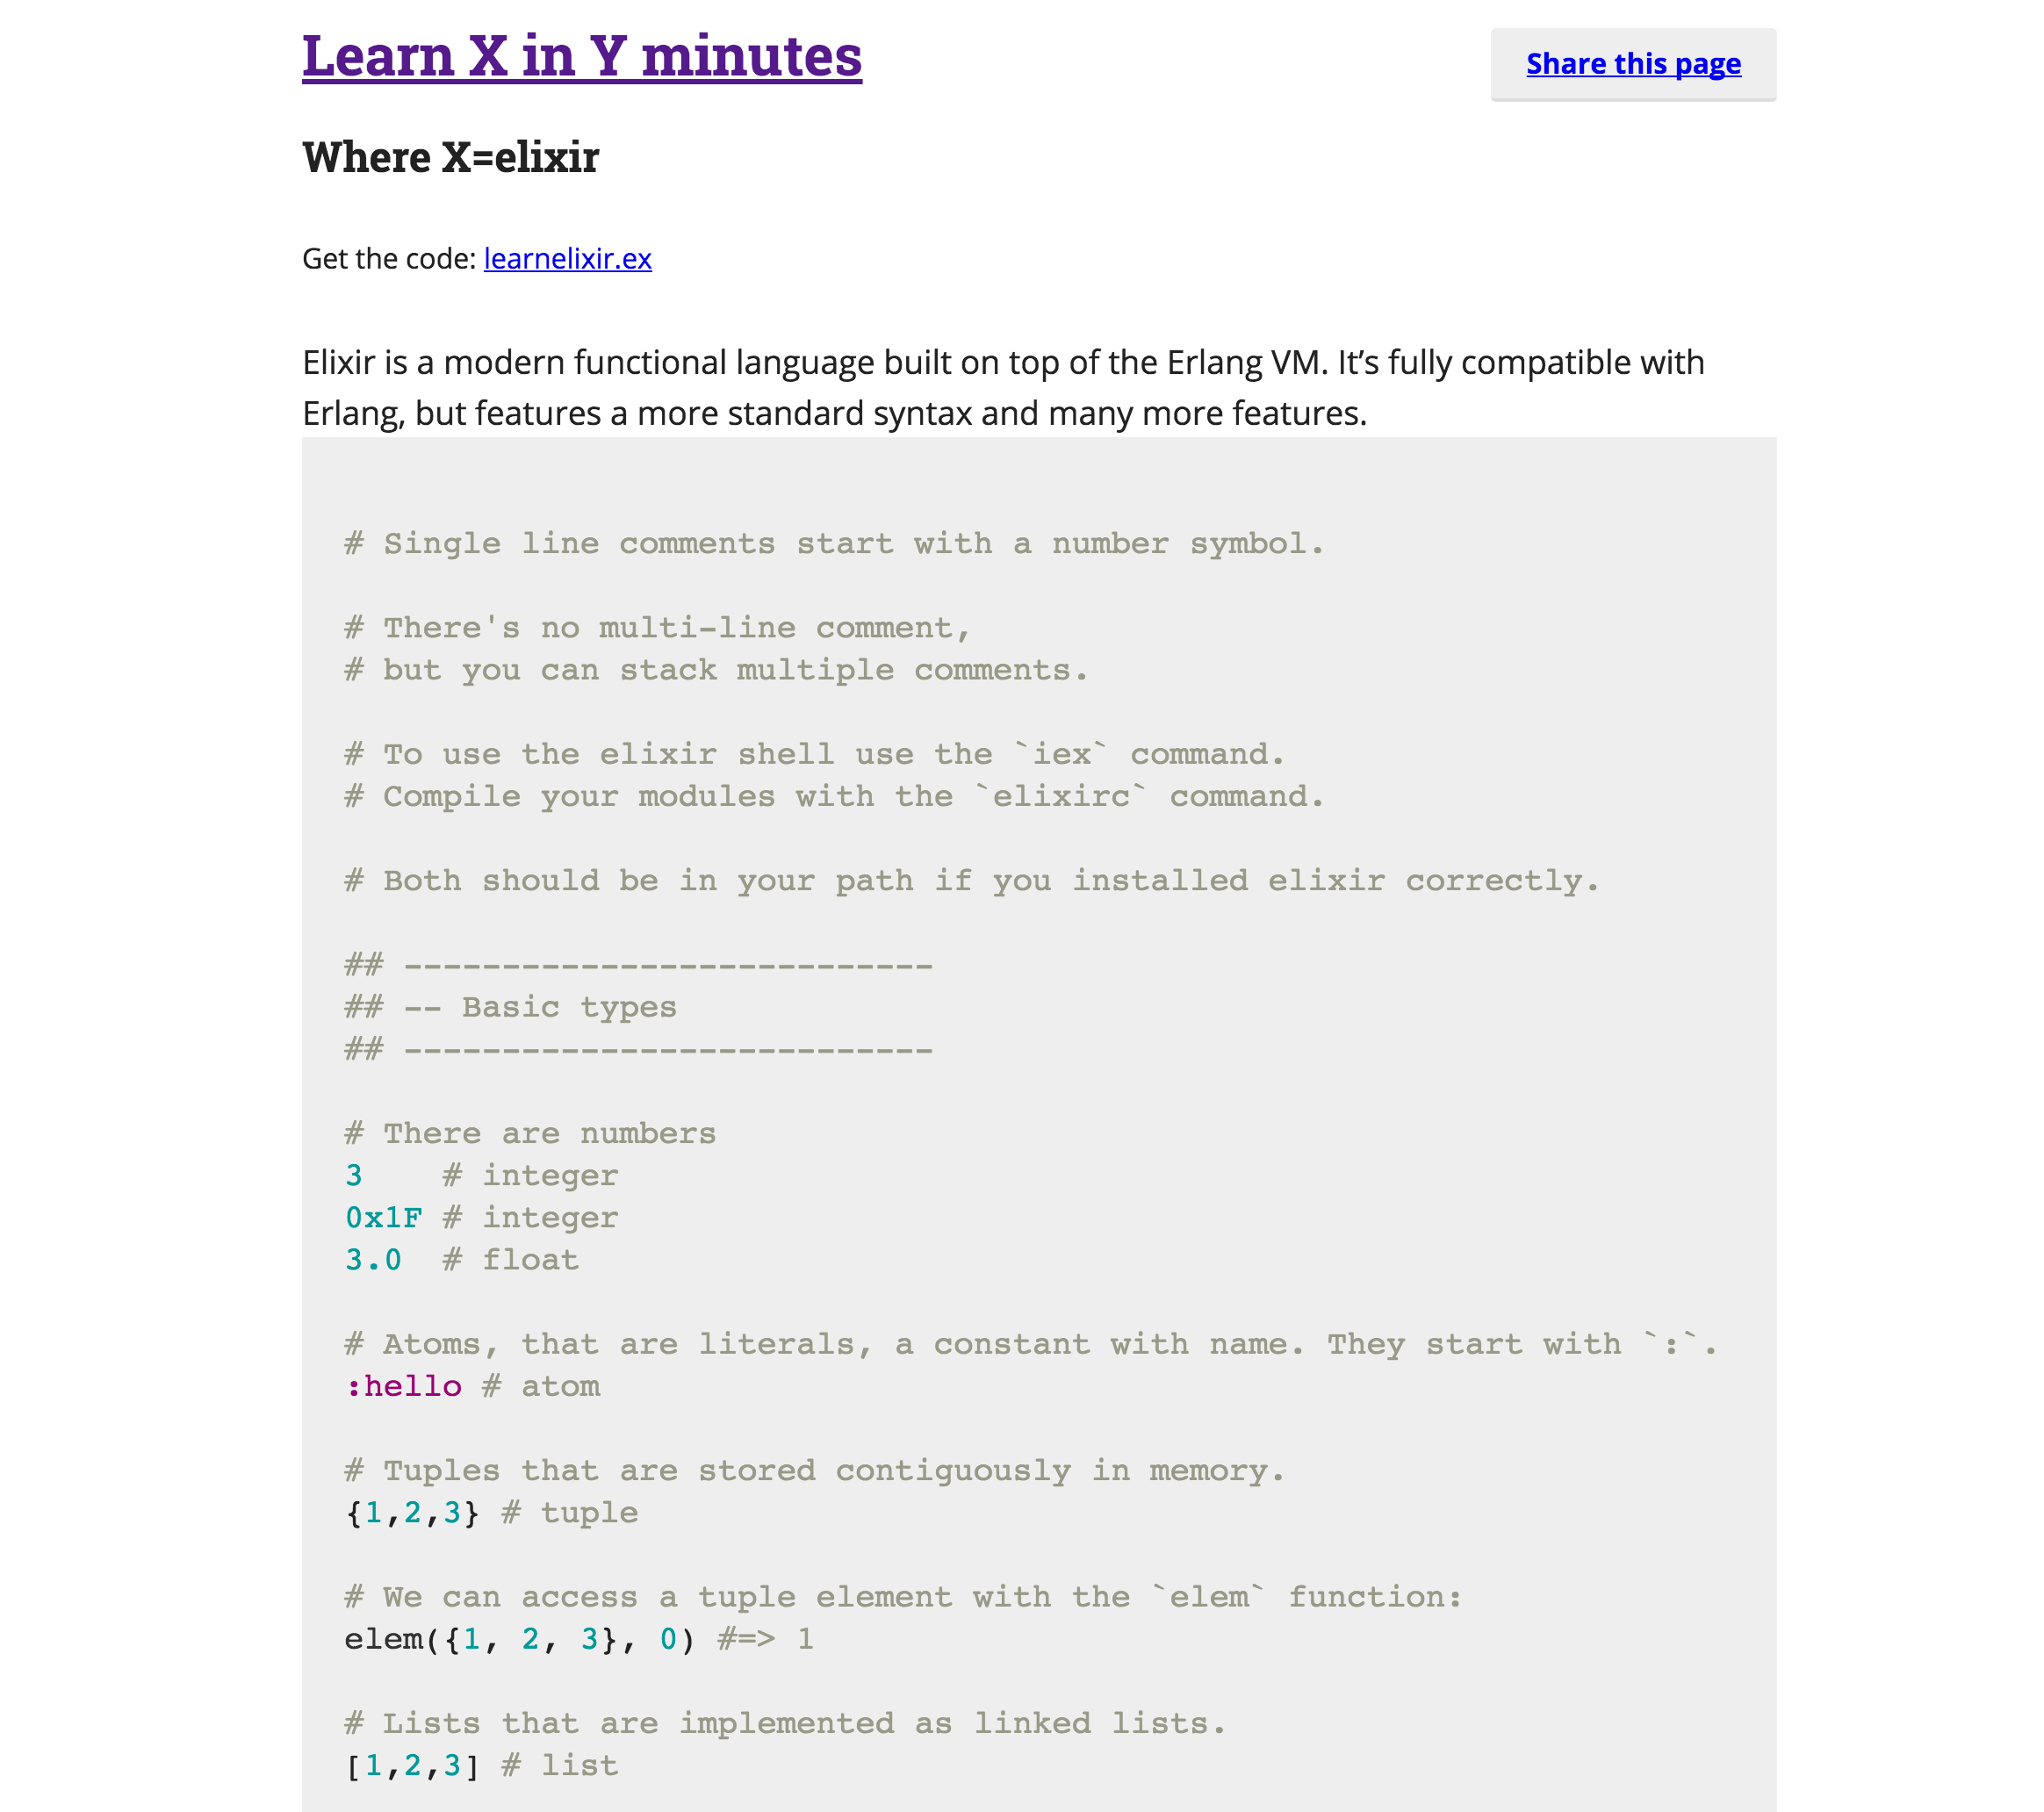 Learn X in Y minutes
Share this page
Where X=elixir
Get the code: learnelixir.ex
Elixir is a modern functional language built on top of the Erlang VM. It’s fully compatible with
Erlang, but features a more standard syntax and many more features.
# Single line comments start with a number symbol.
# There's no multi-line comment,
# but you can stack multiple comments.
# To use the elixir shell use the `iex` command.
# Compile your modules with the `elixirc` command.
# Both should be in your path if you installed elixir correctly.
## ---------------------------
## -- Basic types
## ---------------------------
# There are numbers
3    # integer
0x1F # integer
3.0  # float
# Atoms, that are literals, a constant with name. They start with `:`.
:hello # atom
# Tuples that are stored contiguously in memory.
{1,2,3} # tuple
# We can access a tuple element with the `elem` function:
elem({1, 2, 3}, 0) #=> 1
# Lists that are implemented as linked lists.
[1,2,3] # list